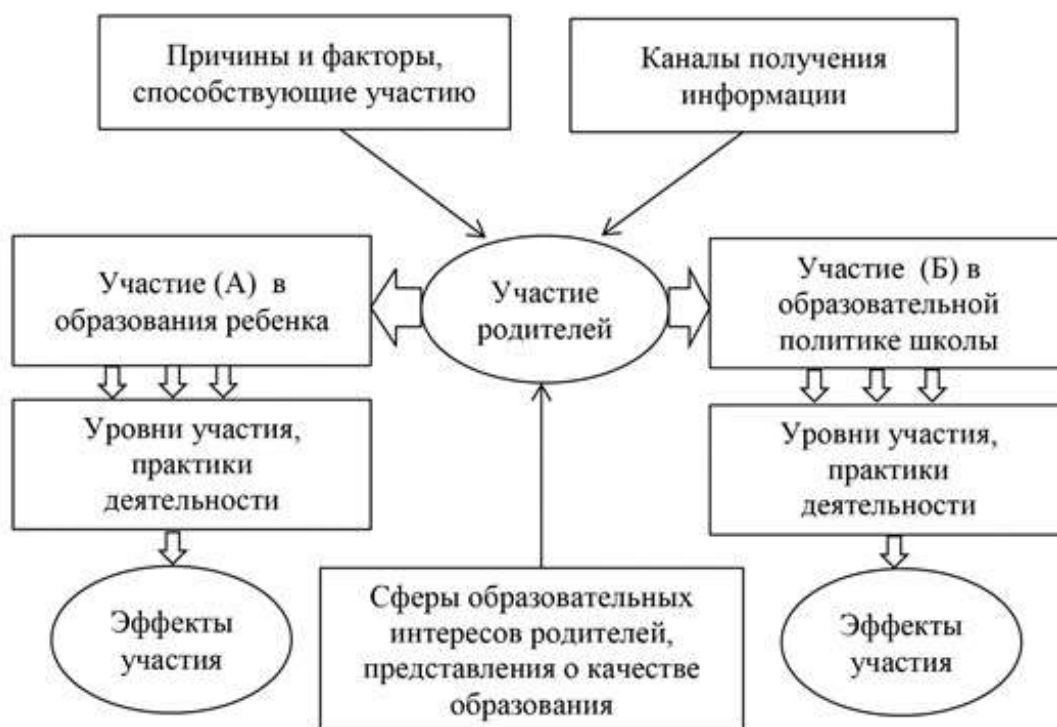 Причины и факторы,
способствующие участию
Каналы получения
информации
Участие (А) в
образования ребенка
Участие
родителей
Участие (Б) в
образовательной
политике школы
Уровни участия,
практики
деятельности
Уровни участия,
практики
деятельности
Эффекты
участия
Сферы образовательных
интересов родителей,
представления о качестве
образования
Эффекты
участия